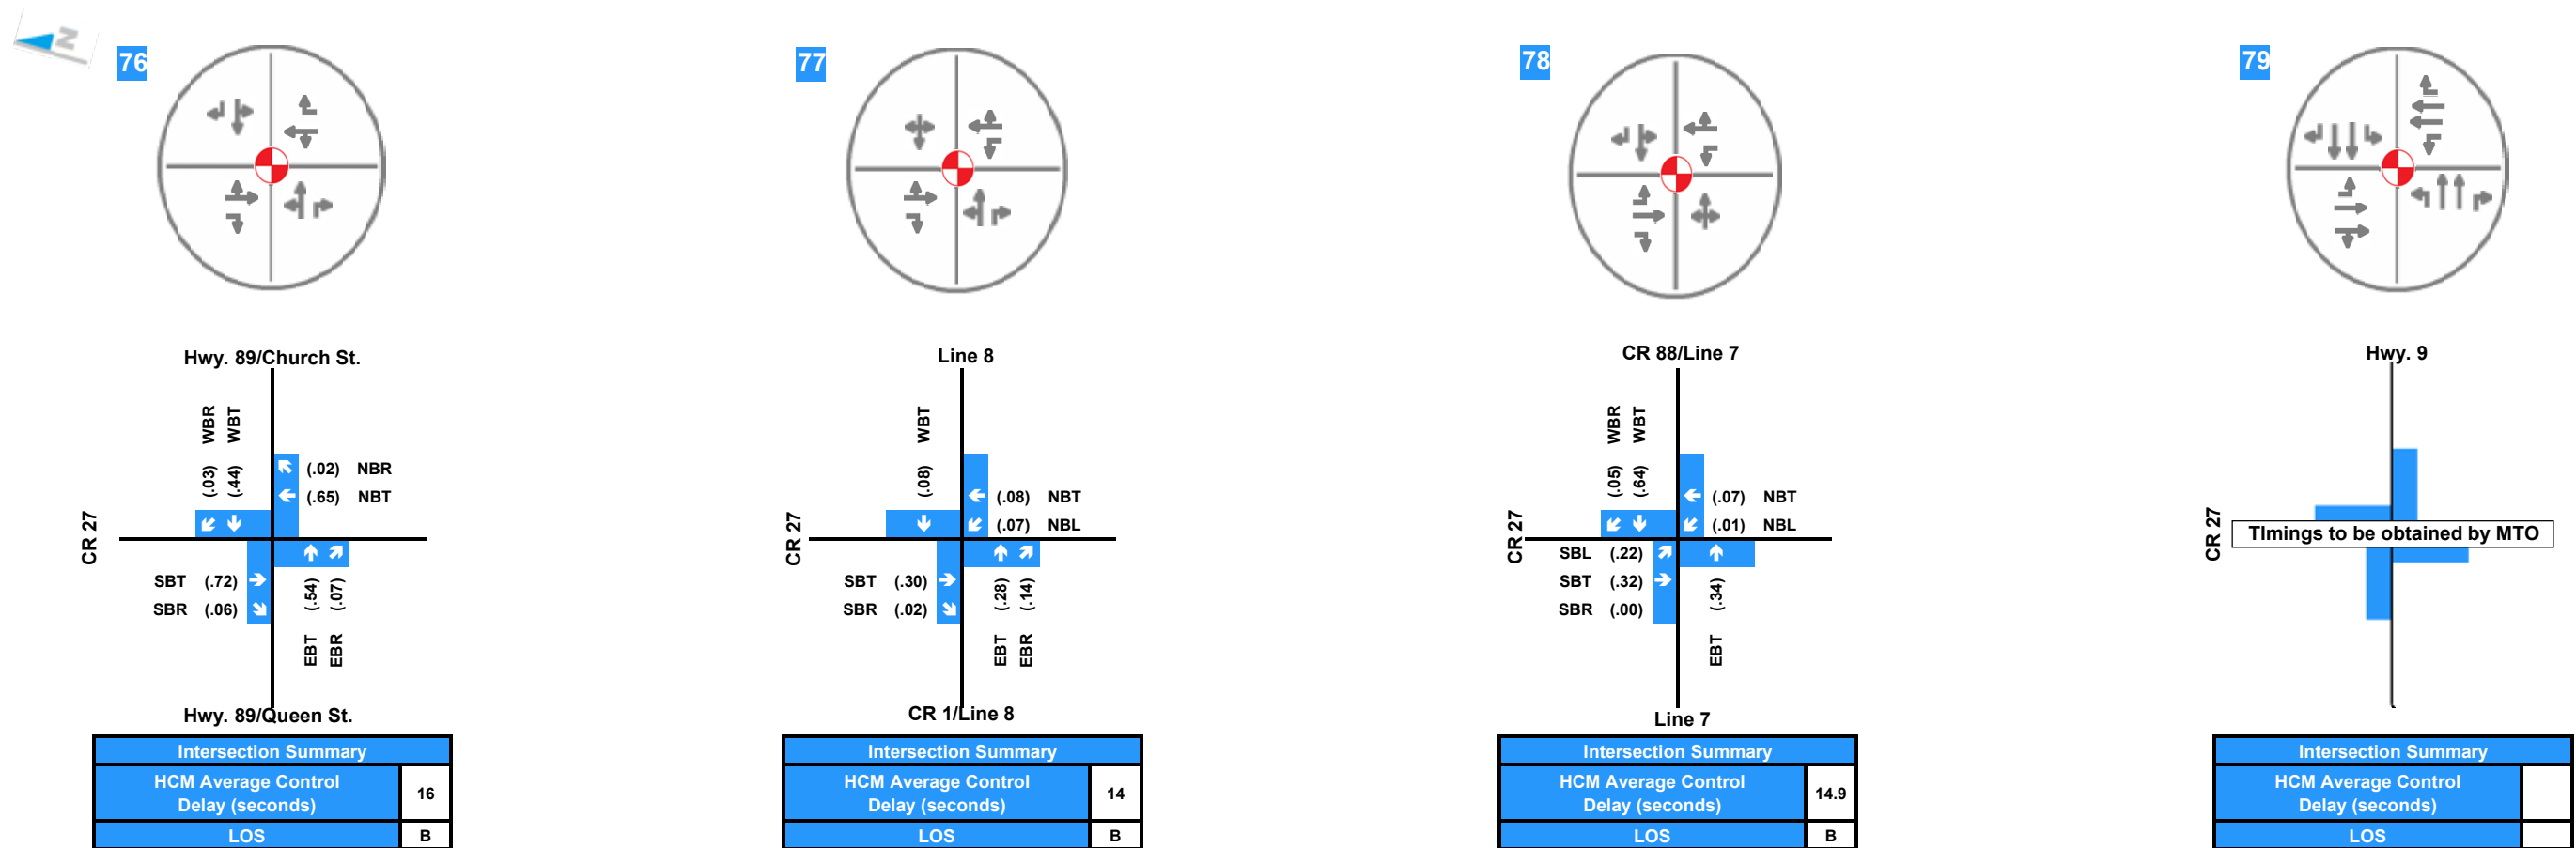 N
76
Hwy. 89/Church St.
WBR
WBT
(.03)
(.44)
(.02) NBR
(.65) NBT
CR 27
SBT (.72)
SBR (.06)
(.54)
(.07)
EBT
EBR
Hwy. 89/Queen St.
Intersection Summary
HCM Average Control
Delay (seconds)
16
LOS
B
77
Line 8
WBT
(.08)
(.08) NBT
(.07) NBL
CR 27
SBT (.30)
SBR (.02)
(.28)
(.14)
EBT
EBR
CR 1/Line 8
Intersection Summary
HCM Average Control
Delay (seconds)
14
LOS
B
78
CR 88/Line 7
WBR
WBT
(.05)
(.64)
(.07) NBT
(.01) NBL
CR 27
SBL (.22)
SBT (.32)
SBR (.00)
(.34)
EBT
Line 7
Intersection Summary
HCM Average Control
Delay (seconds)
14.9
LOS
B
79
Hwy. 9
CR 27
TImings to be obtained by MTO
Intersection Summary
HCM Average Control
Delay (seconds)
LOS